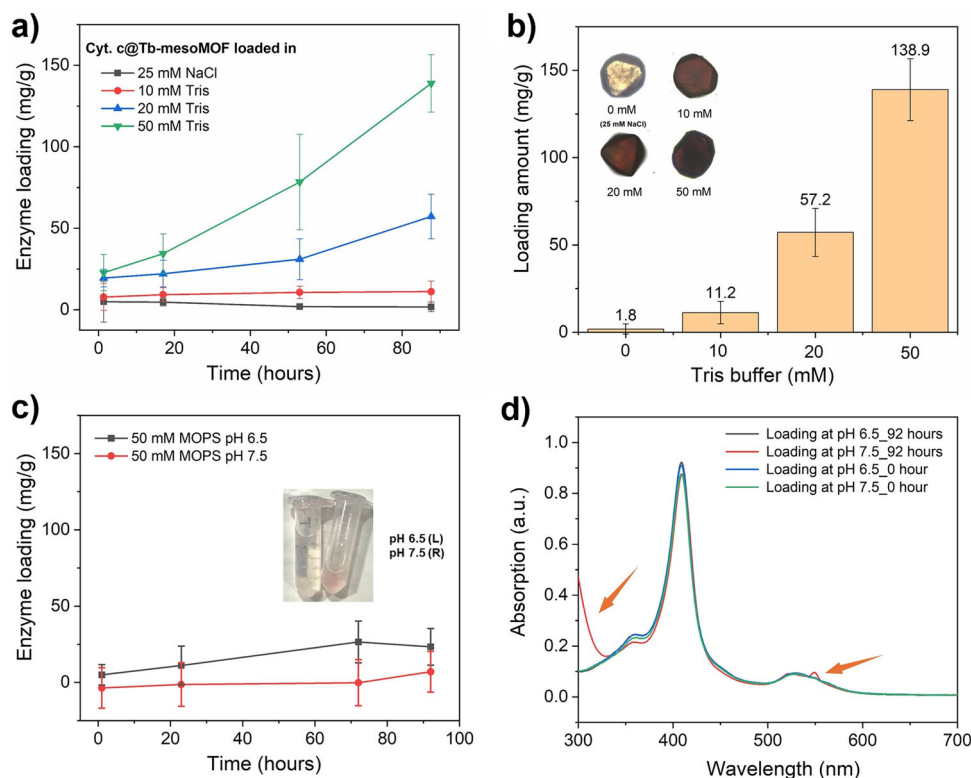 a)
Cyt. c@Tb-mesoMOF loaded in
25 mM NaCl
10 mM Tris
20 mM Tris
50 mM Tris
Enzyme loading (mg/g)
150
100
50
0
0
20
40
60
80
Time (hours)
b)
138.9
57.2
11.2
1.8
0 mM
(25 mM NaCl)
10 mM
20 mM
50 mM
Loading amount (mg/g)
150
100
50
0
0
10
20
50
Tris buffer (mM)
c)
50 mM MOPS pH 6.5
50 mM MOPS pH 7.5
pH 6.5 (L)
pH 7.5 (R)
Enzyme loading (mg/g)
150
100
50
0
0
20
40
60
80
100
Time (hours)
d)
Loading at pH 6.5_92 hours
Loading at pH 7.5_92 hours
Loading at pH 6.5_0 hour
Loading at pH 7.5_0 hour
Absorption (a.u.)
1.0
0.8
0.6
0.4
0.2
0.0
300
400
500
600
700
Wavelength (nm)